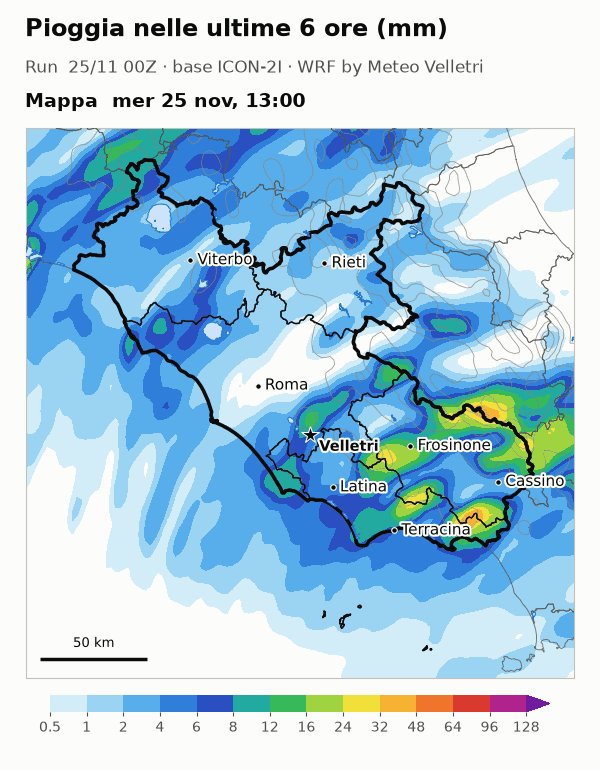 Pioggia nelle ultime 6 ore (mm)
Run  25/11 00Z · base ICON-2I · WRF by Meteo Velletri
Mappa  mer 25 nov, 13:00
Viterbo
Rieti
Roma
Velletri
Frosinone
Latina
Cassino
Terracina
50 km
0.5 1 2 4 6 8 12 16 24 32 48 64 96 128